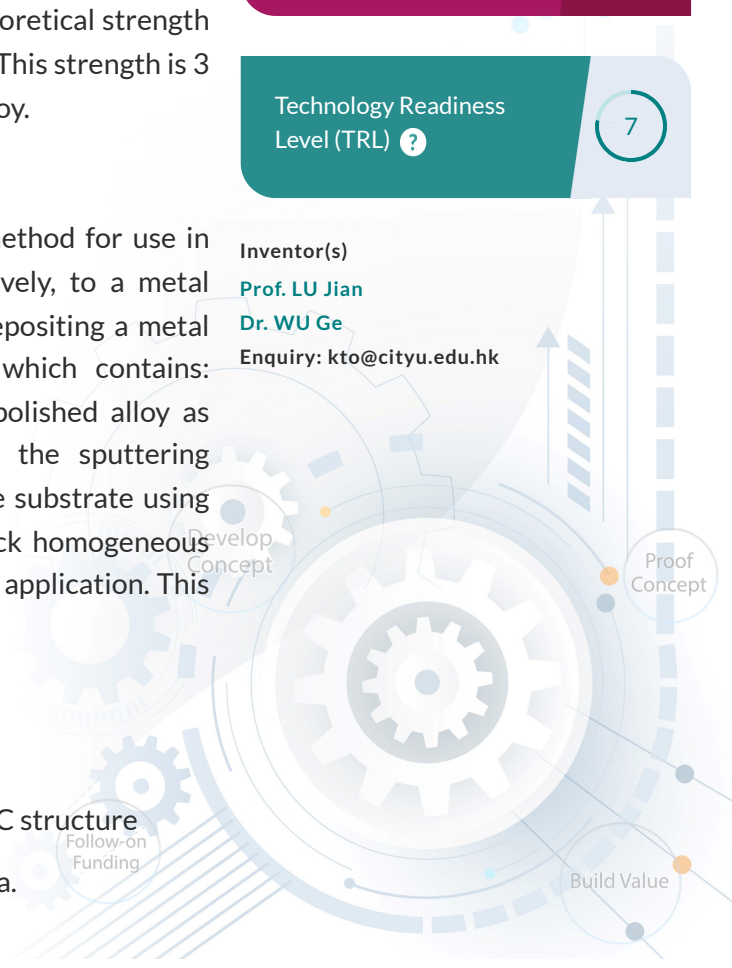 oretical strength
This strength is 3
oy.
ethod for use in
vely, to a metal
epositing a metal
which contains:
polished alloy as
the sputtering
e substrate using
ck homogeneous
application. This
C structure
a.
Technology Readiness
Level (TRL) ?
7
Inventor(s)
Prof. LU Jian
Dr. WU Ge
Enquiry: kto@cityu.edu.hk
Develop
Concept
Proof
Concept
Follow-on
Funding
Build Value